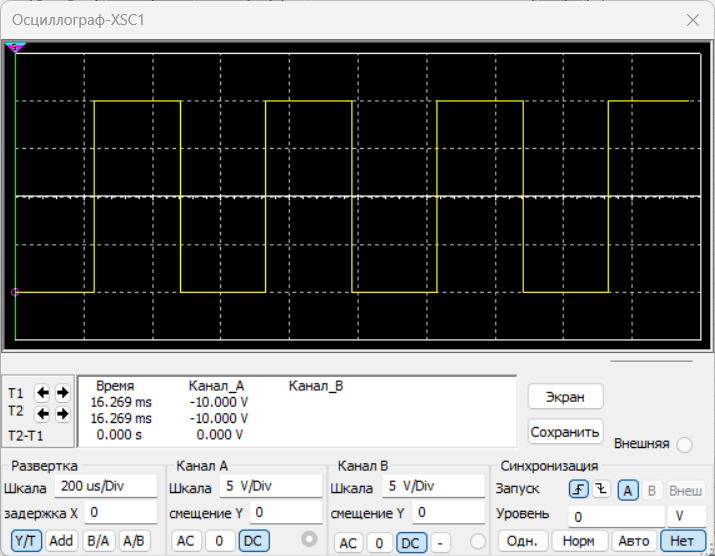 Осциллограф-XSC1
Время Канал_A Канал_B
T1 16.269 ms -10.000 V
T2 16.269 ms -10.000 V
T2-T1 0.000 s 0.000 V
Экран
Сохранить
Внешняя
Развертка
Шкала 200 us/Div
задержка X 0
Y/T Add B/A A/B
Канал A
Шкала 5 V/Div
смещение Y 0
AC 0 DC
Канал B
Шкала 5 V/Div
смещение Y 0
AC 0 DC -
Синхронизация
Запуск A B Внеш
Уровень 0 V
Одн. Норм Авто Нет